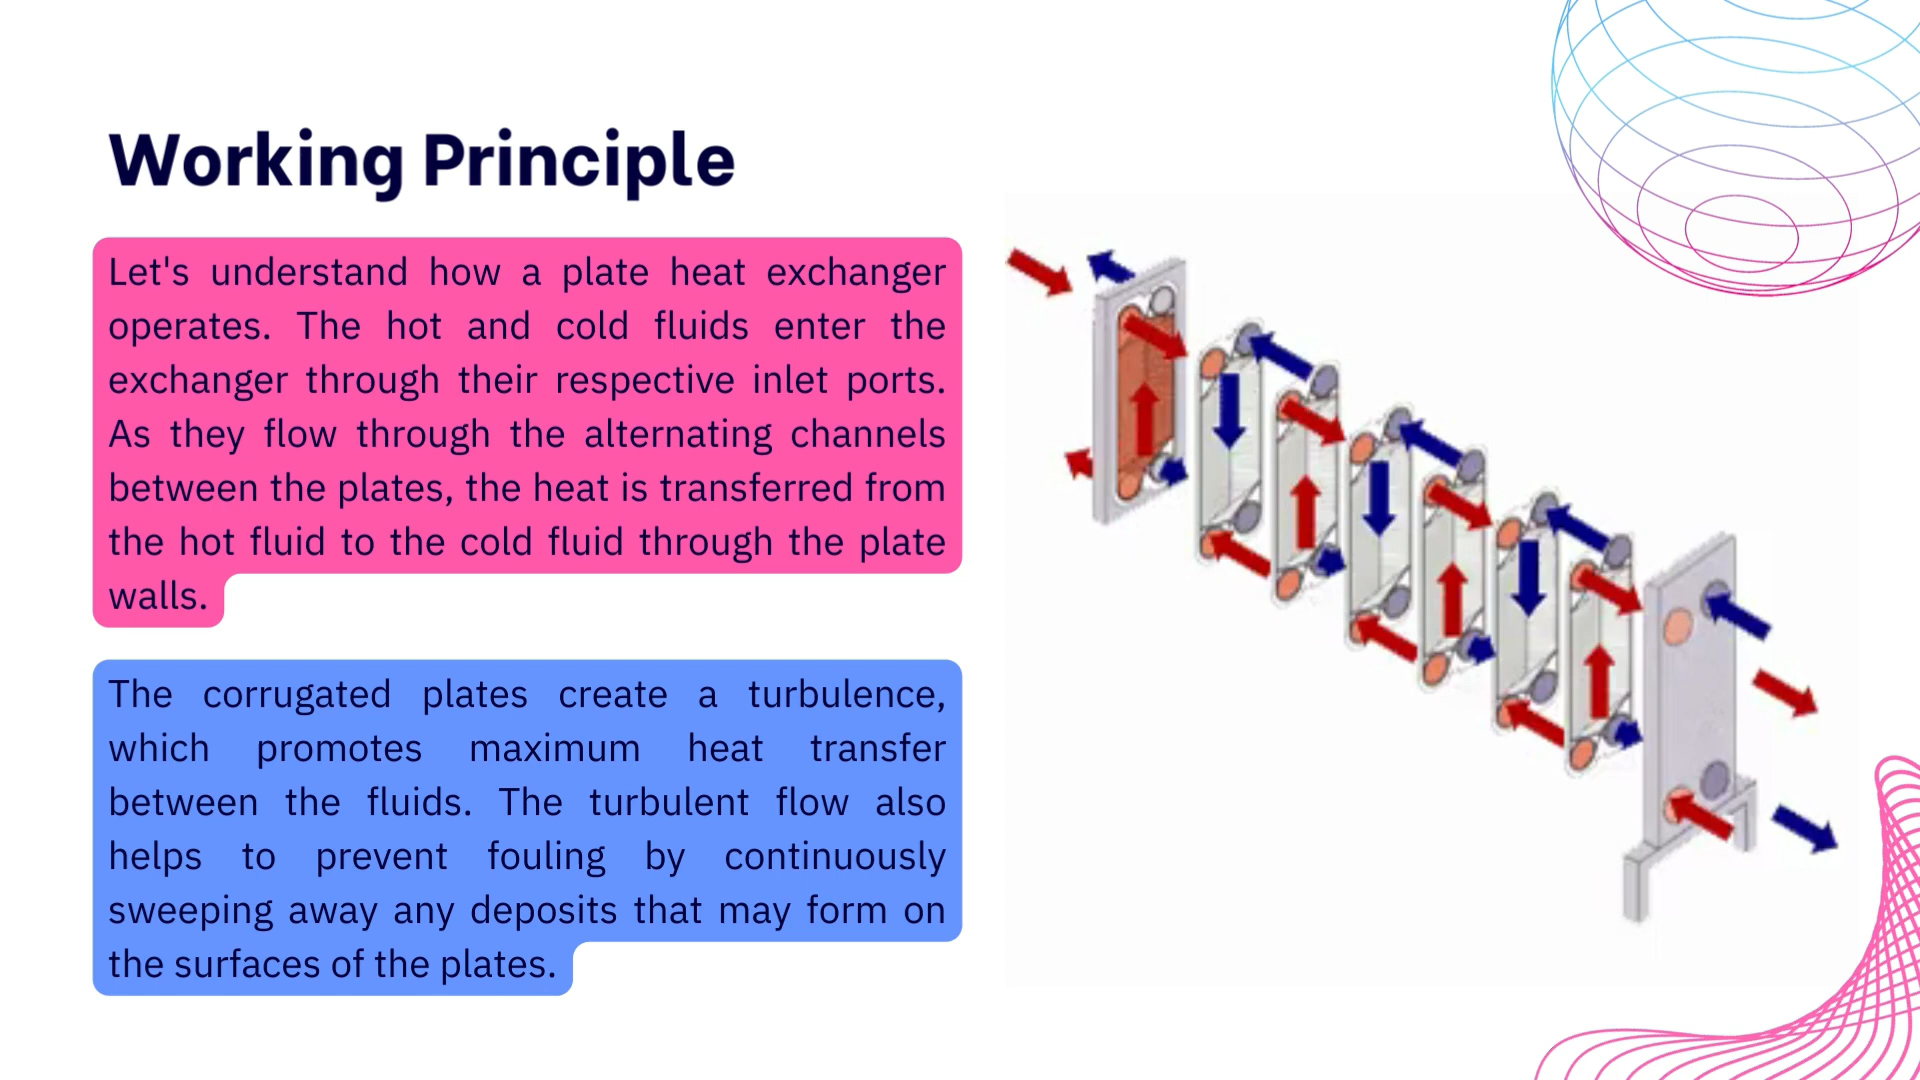 Working Principle
Let's understand how a plate heat exchanger
operates. The hot and cold fluids enter the
exchanger through their respective inlet ports.
As they flow through the alternating channels
between the plates, the heat is transferred from
the hot fluid to the cold fluid through the plate
walls.
The corrugated plates create a turbulence,
which promotes maximum heat transfer
between the fluids. The turbulent flow also
helps to prevent fouling by continuously
sweeping away any deposits that may form on
the surfaces of the plates.